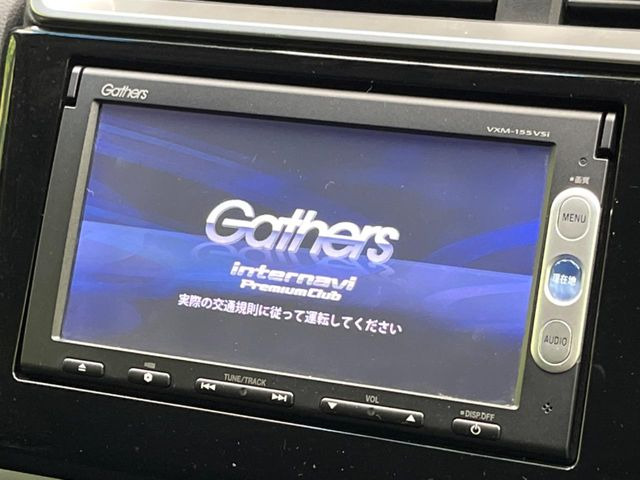 Gathers
VXM-155VSi
■画質
MENU
現在地
AUDIO
Gathers
internavi
Premium Club
実際の交通規則に従って運転してください
TUNE/TRACK
VOL
■DISP.OFF